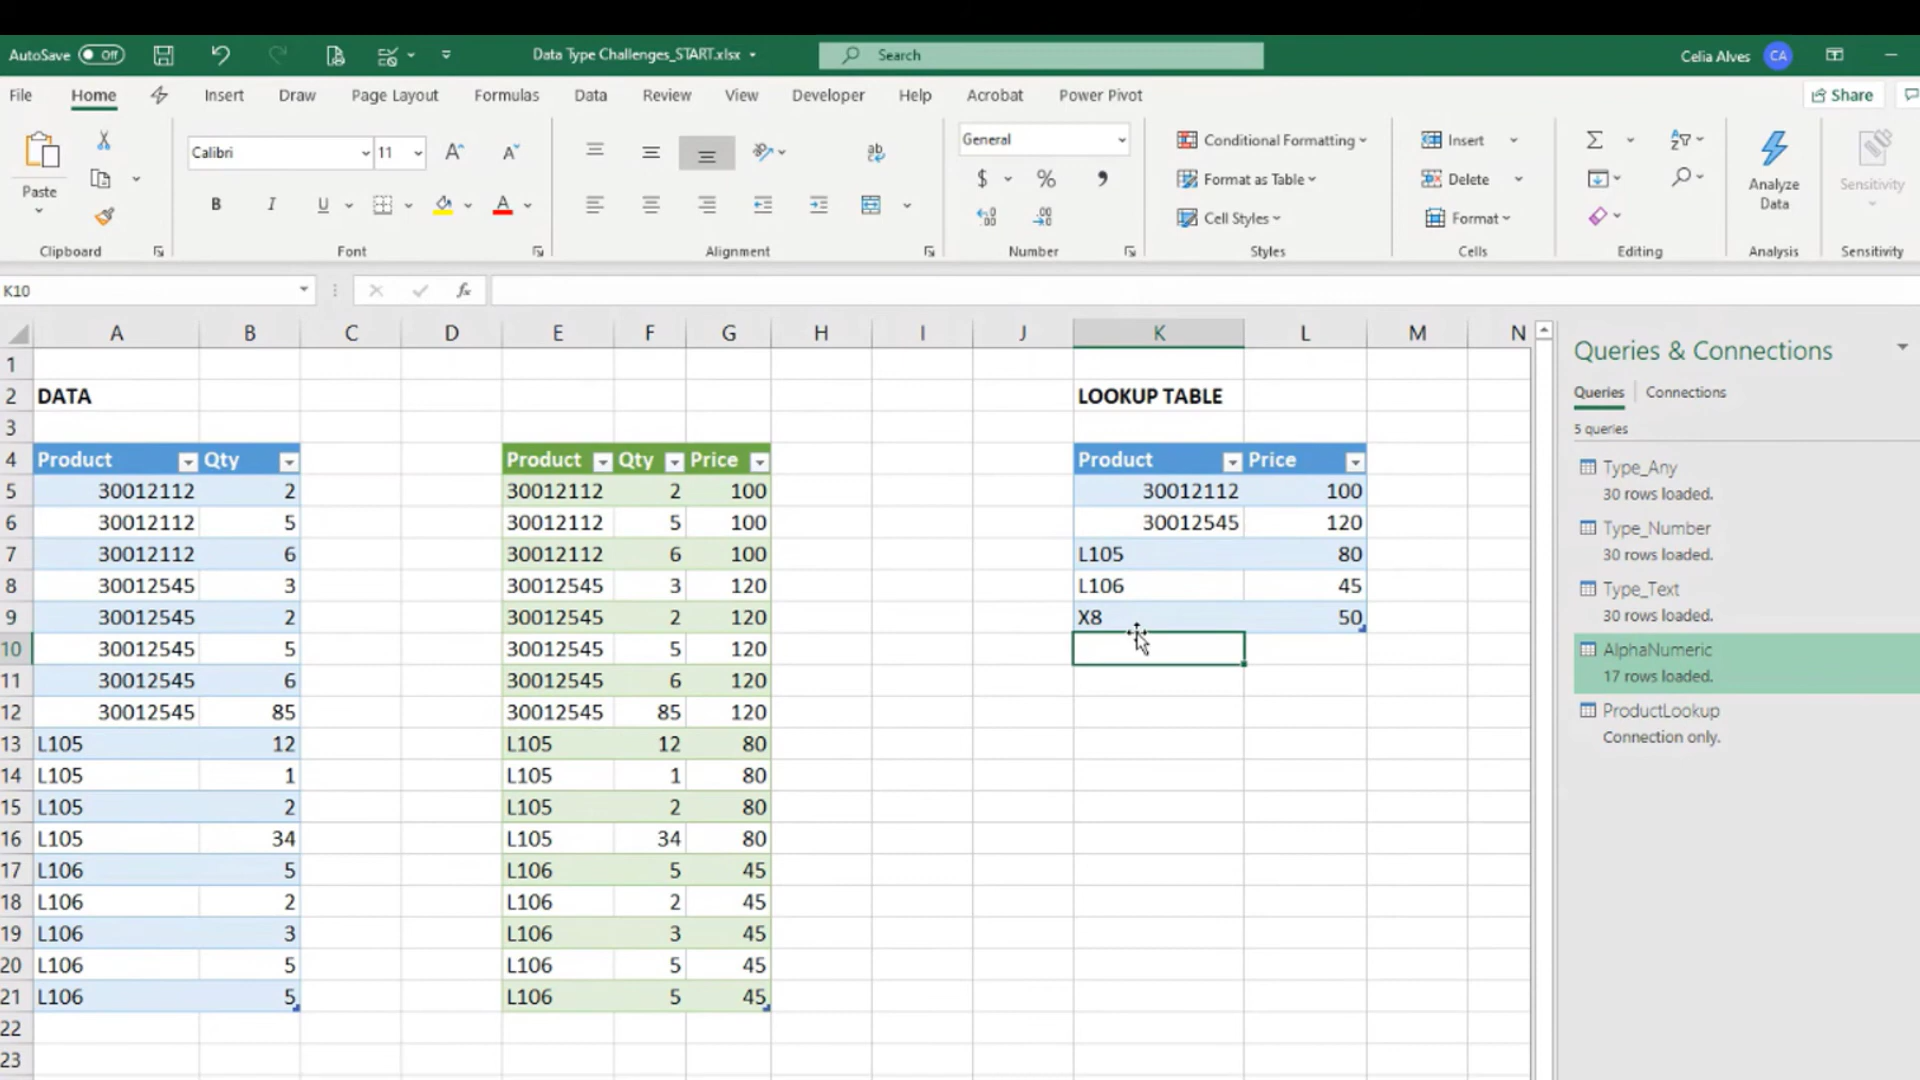 AutoSave Off Data Type Challenges_START.xlsx Search Celia Alves CA
File Home Insert Draw Page Layout Formulas Data Review View Developer Help Acrobat Power Pivot Share
Paste
Clipboard
Calibri 11
B I U A
Font
ab
Alignment
General
$ % ,
Number
Conditional Formatting
Format as Table
Cell Styles
Styles
Insert
Delete
Format
Cells
Editing
Analyze Data
Analysis
Sensitivity
Sensitivity
K10 fx
A B C D E F G H I J K L M N
1
2 DATA LOOKUP TABLE
3
4 Product Qty Product Qty Price Product Price
5 30012112 2 30012112 2 100 30012112 100
6 30012112 5 30012112 5 100 30012545 120
7 30012112 6 30012112 6 100 L105 80
8 30012545 3 30012545 3 120 L106 45
9 30012545 2 30012545 2 120 X8 50
10 30012545 5 30012545 5 120
11 30012545 6 30012545 6 120
12 30012545 85 30012545 85 120
13 L105 12 L105 12 80
14 L105 1 L105 1 80
15 L105 2 L105 2 80
16 L105 34 L105 34 80
17 L106 5 L106 5 45
18 L106 2 L106 2 45
19 L106 3 L106 3 45
20 L106 5 L106 5 45
21 L106 5 L106 5 45
22
23
Queries & Connections
Queries Connections
5 queries
Type_Any
30 rows loaded.
Type_Number
30 rows loaded.
Type_Text
30 rows loaded.
AlphaNumeric
17 rows loaded.
ProductLookup
Connection only.